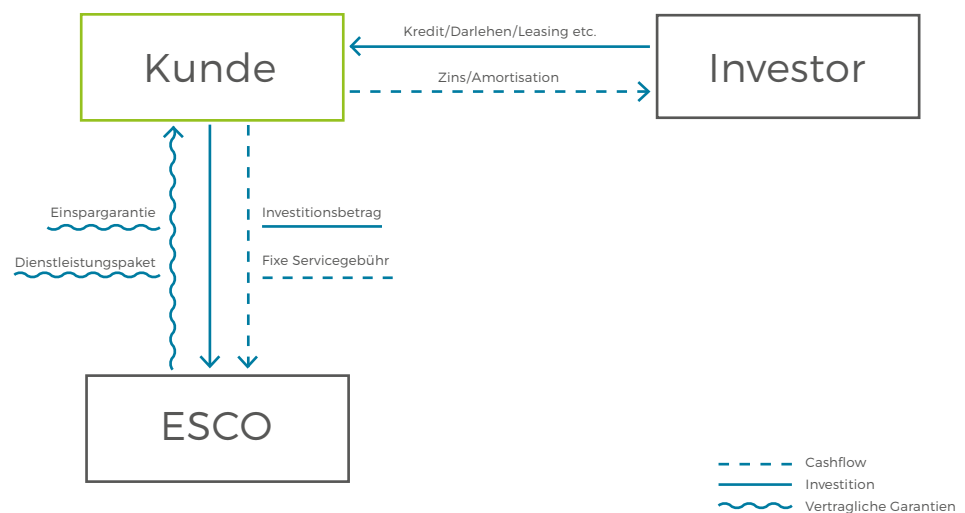 Kunde
Kredit/Darlehen/Leasing etc.
Zins/Amortisation
Investor
Einspargarantie
Investitionsbetrag
Dienstleistungspaket
Fixe Servicegebühr
ESCO
Cashflow
Investition
Vertragliche Garantien